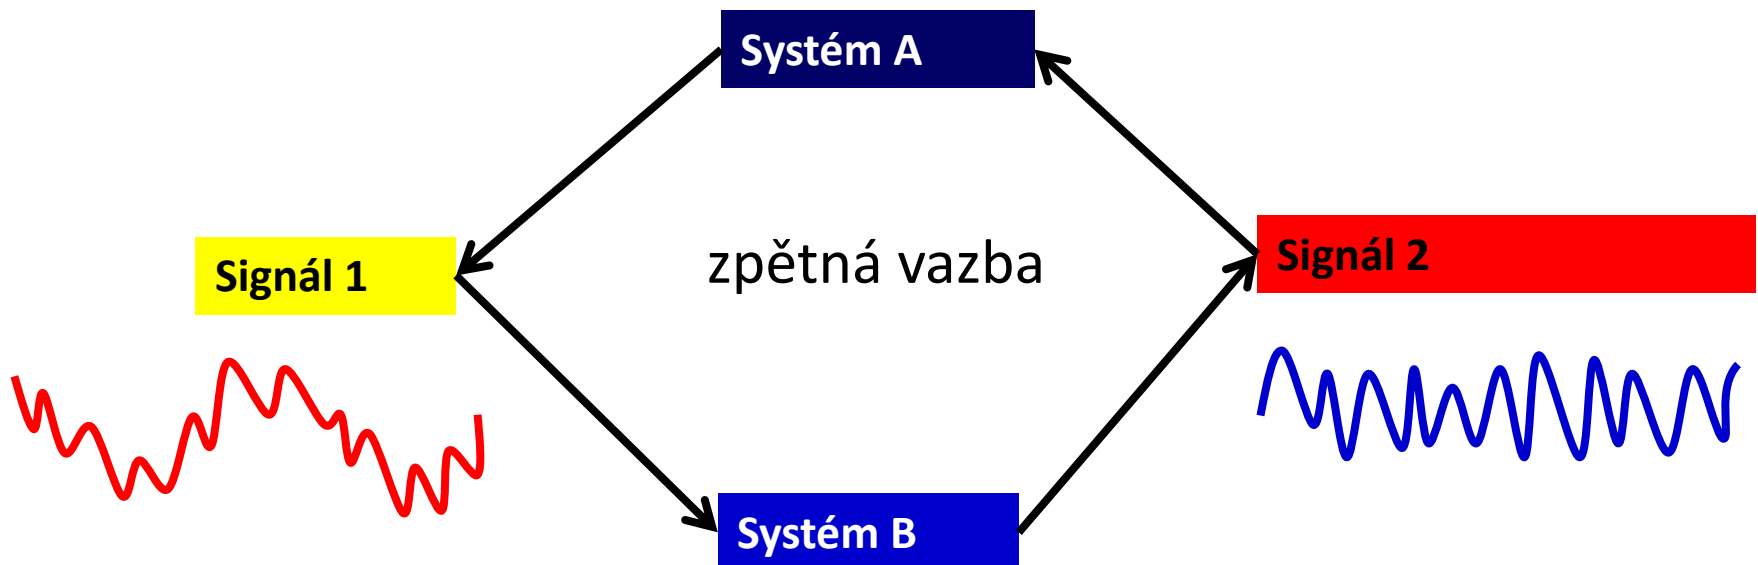 Systém A
Signál 1
zpětná vazba
Signál 2
Systém B